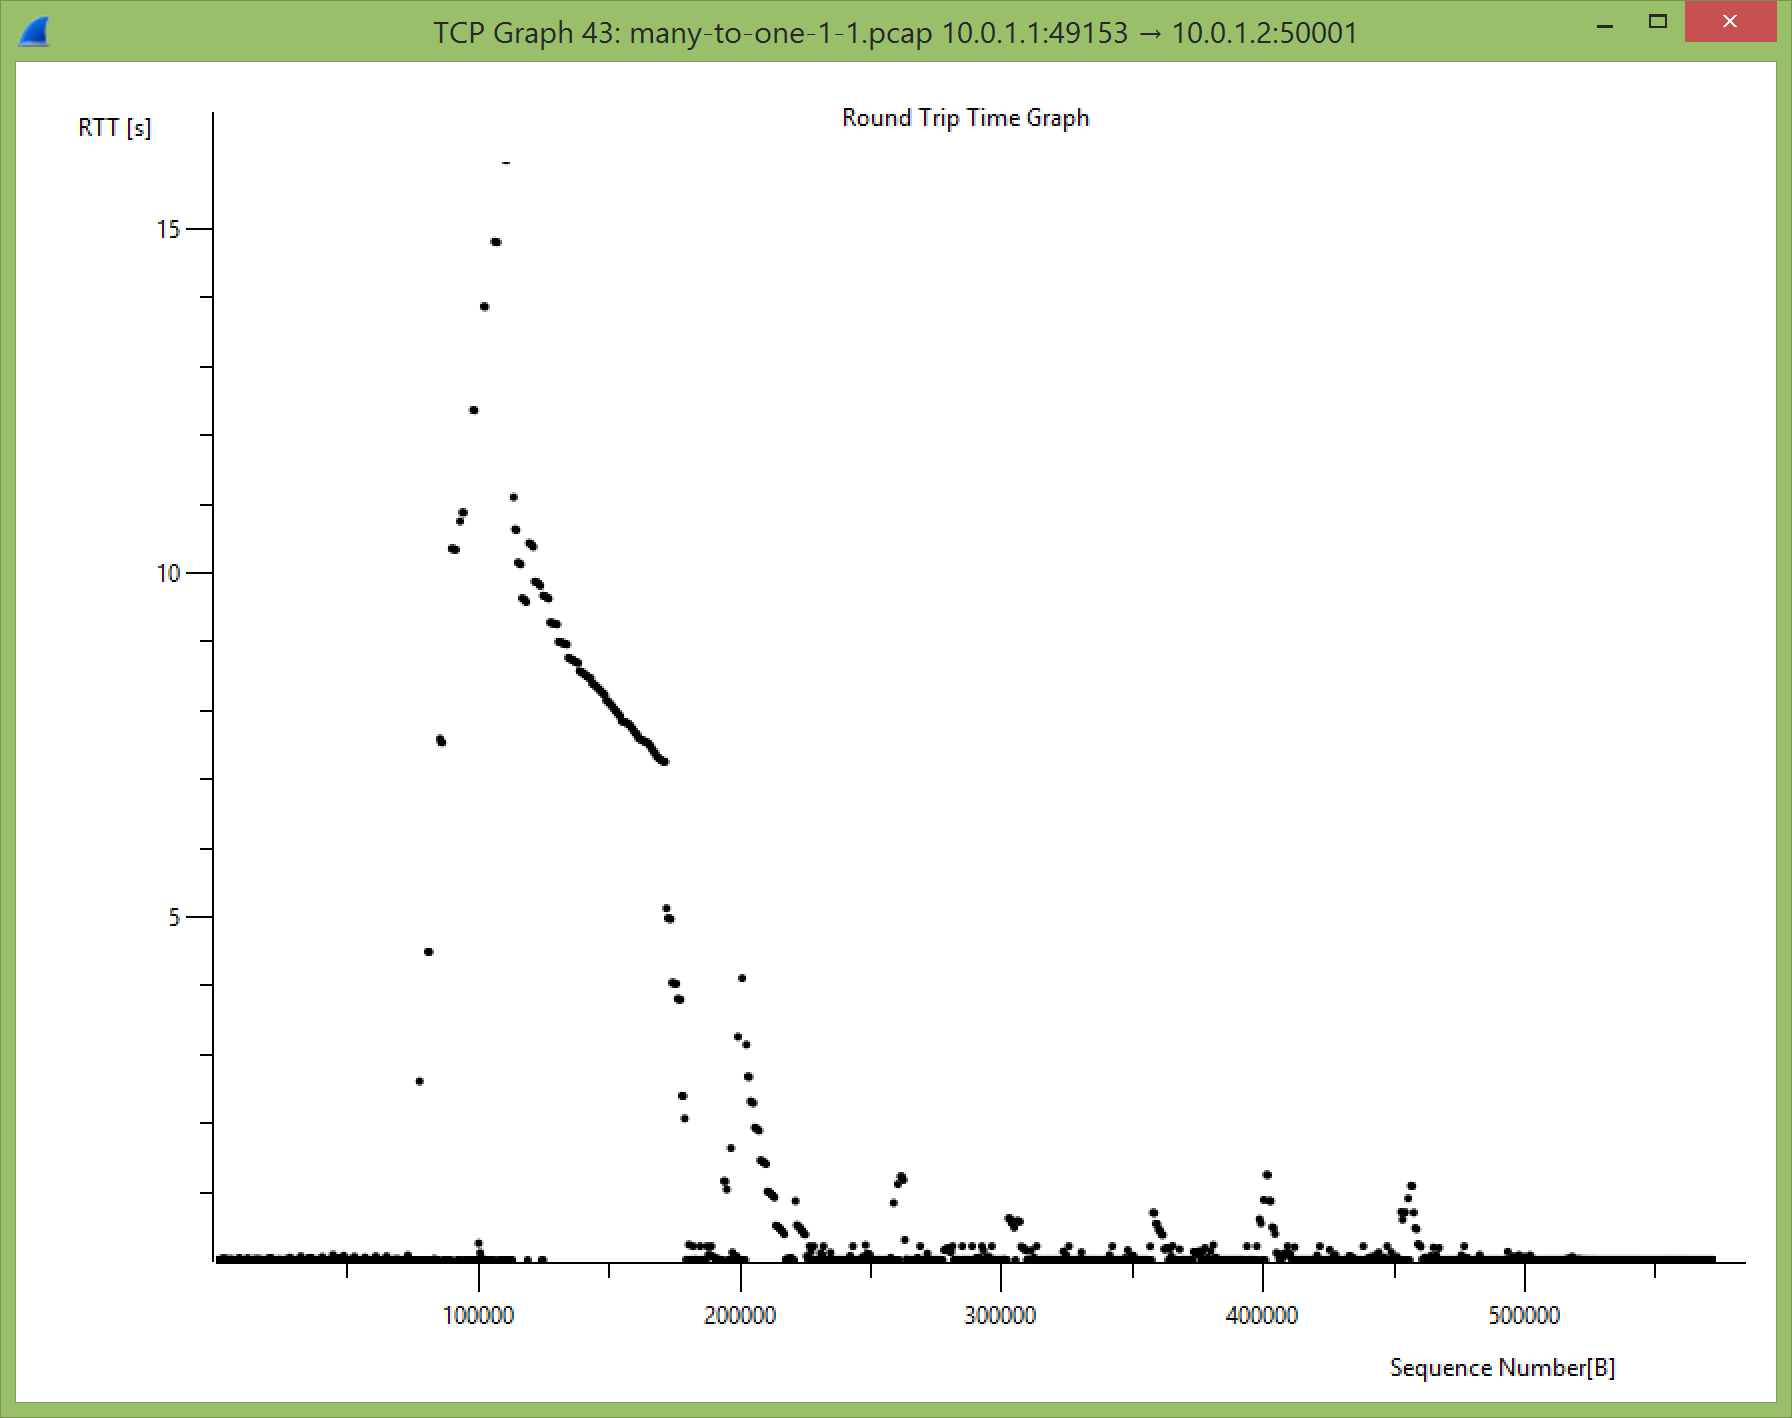 TCP Graph 43: many-to-one-1-1.pcap 10.0.1.1:49153 → 10.0.1.2:50001
Round Trip Time Graph
RTT [s]
15
10
5
100000 200000 300000 400000 500000
Sequence Number[B]